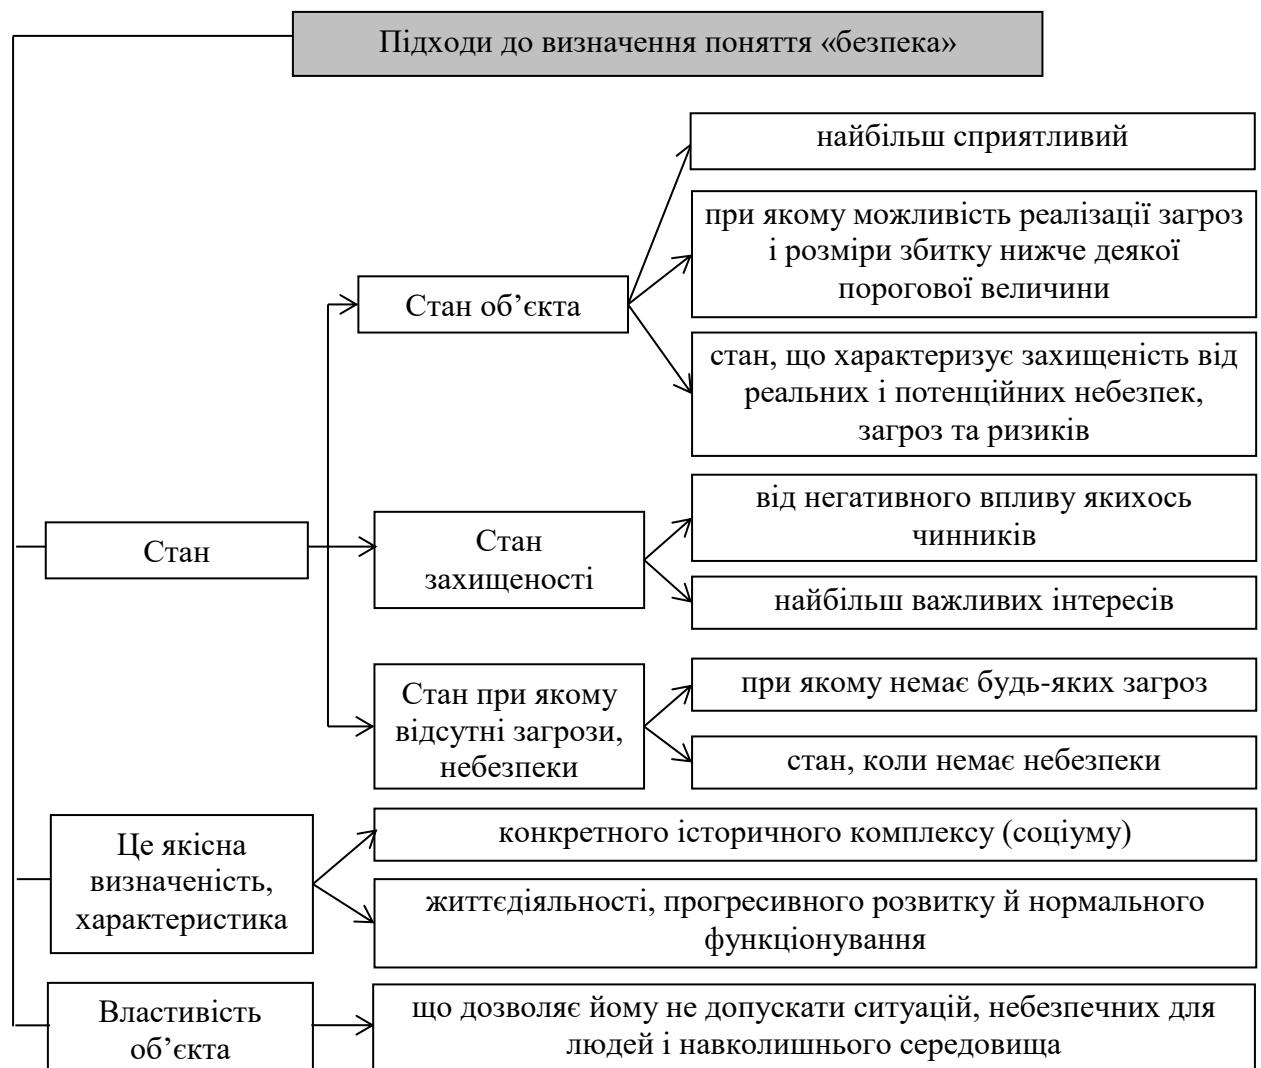 Підходи до визначення поняття «безпека»
найбільш сприятливий
при якому можливість реалізації загроз
і розміри збитку нижче деякої
порогової величини
Стан об’єкта
стан, що характеризує захищеність від
реальних і потенційних небезпек,
загроз та ризиків
Стан
Стан
захищеності
від негативного впливу якихось
чинників
найбільш важливих інтересів
Стан при якому
відсутні загрози,
небезпеки
при якому немає будь-яких загроз
стан, коли немає небезпеки
Це якісна
визначеність,
характеристика
конкретного історичного комплексу (соціуму)
життєдіяльності, прогресивного розвитку й нормального
функціонування
Властивість
об’єкта
що дозволяє йому не допускати ситуацій, небезпечних для
людей і навколишнього середовища